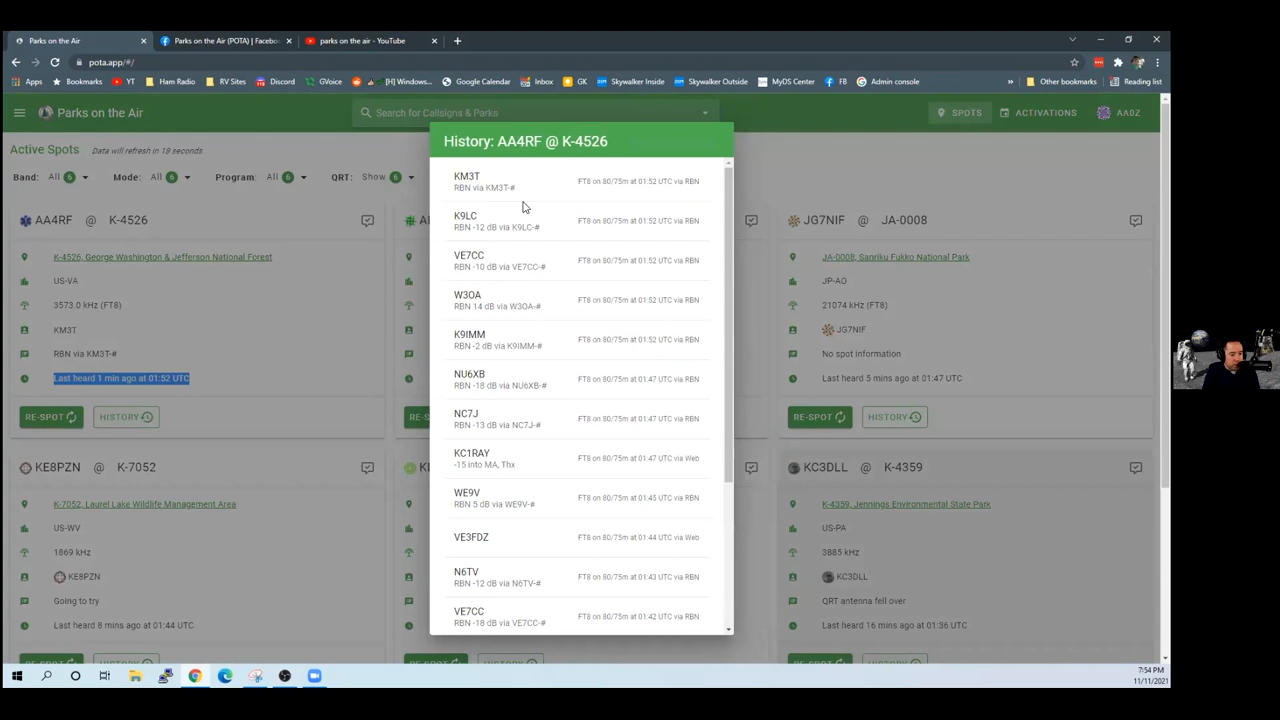 Parks on the Air
Parks on the Air (POTA) | Facebo
parks on the air - YouTube
pota.app/#/
Apps
Bookmarks
YT
Ham Radio
RV Sites
Discord
GVoice
[H] Windows...
Google Calendar
Inbox
GK
Skywalker Inside
Skywalker Outside
MyDS Center
FB
Admin console
»
Other bookmarks
Reading list
Parks on the Air
Search for Callsigns & Parks
SPOTS
ACTIVATIONS
AA0Z
Active Spots
Data will refresh in 18 seconds
Band: All 6
Mode: All 6
Program: All 6
QRT: Show 6
AA4RF @ K-4526
K-4526, George Washington & Jefferson National Forest
US-VA
3573.0 kHz (FT8)
KM3T
RBN via KM3T-#
Last heard 1 min ago at 01:52 UTC
RE-SPOT
HISTORY
History: AA4RF @ K-4526
KM3T
RBN via KM3T-#
FT8 on 80/75m at 01:52 UTC via RBN
K9LC
RBN -12 dB via K9LC-#
FT8 on 80/75m at 01:52 UTC via RBN
VE7CC
RBN -10 dB via VE7CC-#
FT8 on 80/75m at 01:52 UTC via RBN
W3OA
RBN 14 dB via W3OA-#
FT8 on 80/75m at 01:52 UTC via RBN
K9IMM
RBN -2 dB via K9IMM-#
FT8 on 80/75m at 01:52 UTC via RBN
NU6XB
RBN -18 dB via NU6XB-#
FT8 on 80/75m at 01:47 UTC via RBN
NC7J
RBN -13 dB via NC7J-#
FT8 on 80/75m at 01:47 UTC via RBN
KC1RAY
-15 into MA, Thx
FT8 on 80/75m at 01:47 UTC via Web
WE9V
RBN 5 dB via WE9V-#
FT8 on 80/75m at 01:45 UTC via RBN
VE3FDZ
FT8 on 80/75m at 01:44 UTC via Web
N6TV
RBN -12 dB via N6TV-#
FT8 on 80/75m at 01:43 UTC via RBN
VE7CC
RBN -18 dB via VE7CC-#
FT8 on 80/75m at 01:42 UTC via RBN
JG7NIF @ JA-0008
JA-0008, Sanriku Fukko National Park
JP-AO
21074 kHz (FT8)
JG7NIF
No spot information
Last heard 5 mins ago at 01:47 UTC
RE-SPOT
HISTORY
KE8PZN @ K-7052
K-7052, Laurel Lake Wildlife Management Area
US-WV
1869 kHz
KE8PZN
Going to try
Last heard 8 mins ago at 01:44 UTC
KC3DLL @ K-4359
K-4359, Jennings Environmental State Park
US-PA
3885 kHz
KC3DLL
QRT antenna fell over
Last heard 16 mins ago at 01:36 UTC
7:54 PM
11/11/2021